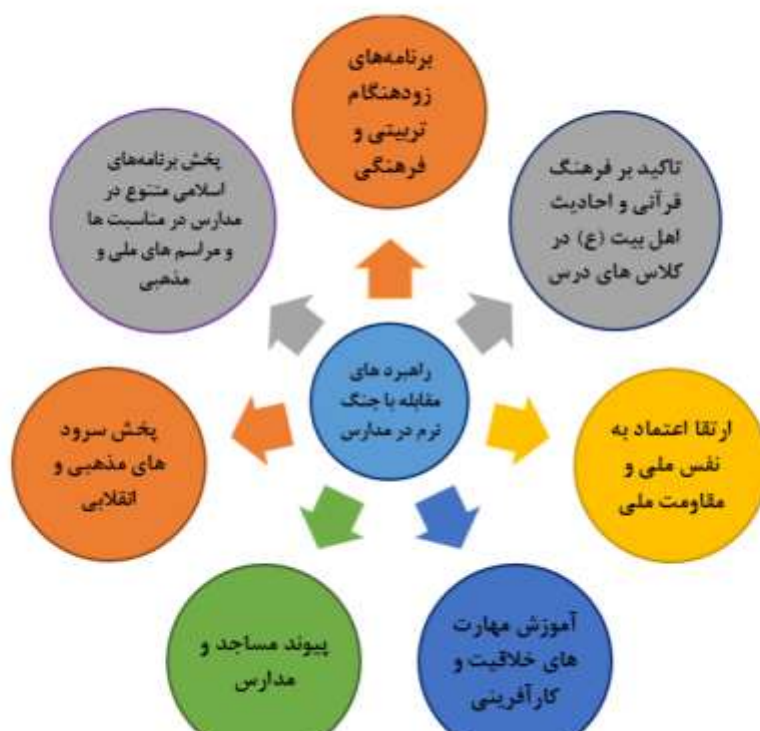 برنامه‌های
زودهنگام
تربیتی و
فرهنگی
تاکید بر فرهنگ
قرآنی و احادیث
اهل بیت (ع) در
کلاس های درس
ارتقا اعتماد به
نفس ملی و
مقاومت ملی
آموزش مهارت
های خلاقیت و
کارآفرینی
پیوند مساجد و
مدارس
پخش سرود
های مذهبی و
انقلابی
پخش برنامه‌های
اسلامی متنوع در
مدارس در مناسبت ها
و مراسم های ملی و
مذهبی
راهبرد های
مقابله با جنگ
نرم در مدارس